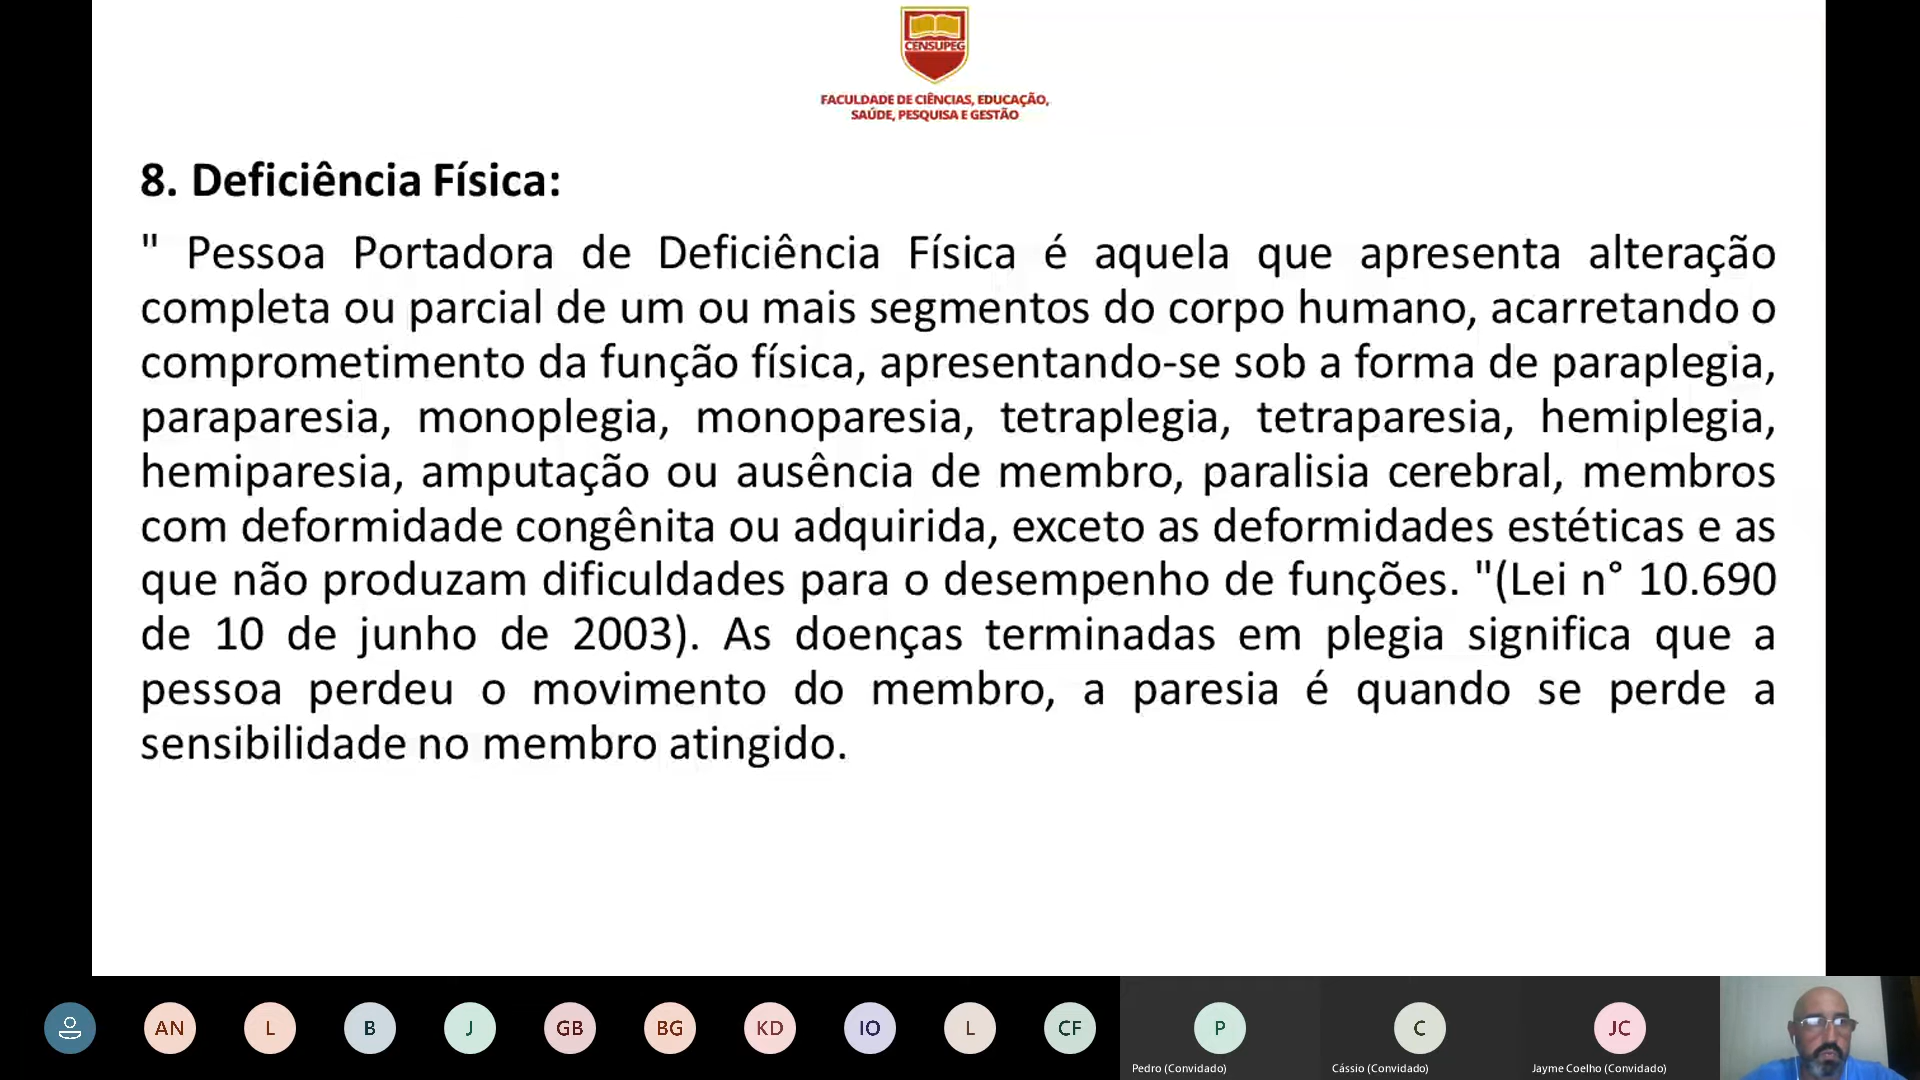 CENSUPEG
FACULDADE DE CIÊNCIAS, EDUCAÇÃO,
SAÚDE, PESQUISA E GESTÃO
8. Deficiência Física:
" Pessoa Portadora de Deficiência Física é aquela que apresenta alteração
completa ou parcial de um ou mais segmentos do corpo humano, acarretando o
comprometimento da função física, apresentando-se sob a forma de paraplegia,
paraparesia, monoplegia, monoparesia, tetraplegia, tetraparesia, hemiplegia,
hemiparesia, amputação ou ausência de membro, paralisia cerebral, membros
com deformidade congênita ou adquirida, exceto as deformidades estéticas e as
que não produzam dificuldades para o desempenho de funções. "(Lei n° 10.690
de 10 de junho de 2003). As doenças terminadas em plegia significa que a
pessoa perdeu o movimento do membro, a paresia é quando se perde a
sensibilidade no membro atingido.
AN L B J GB BG KD IO L CF P C JC
Pedro (Convidado) Cássio (Convidado) Jayme Coelho (Convidado)